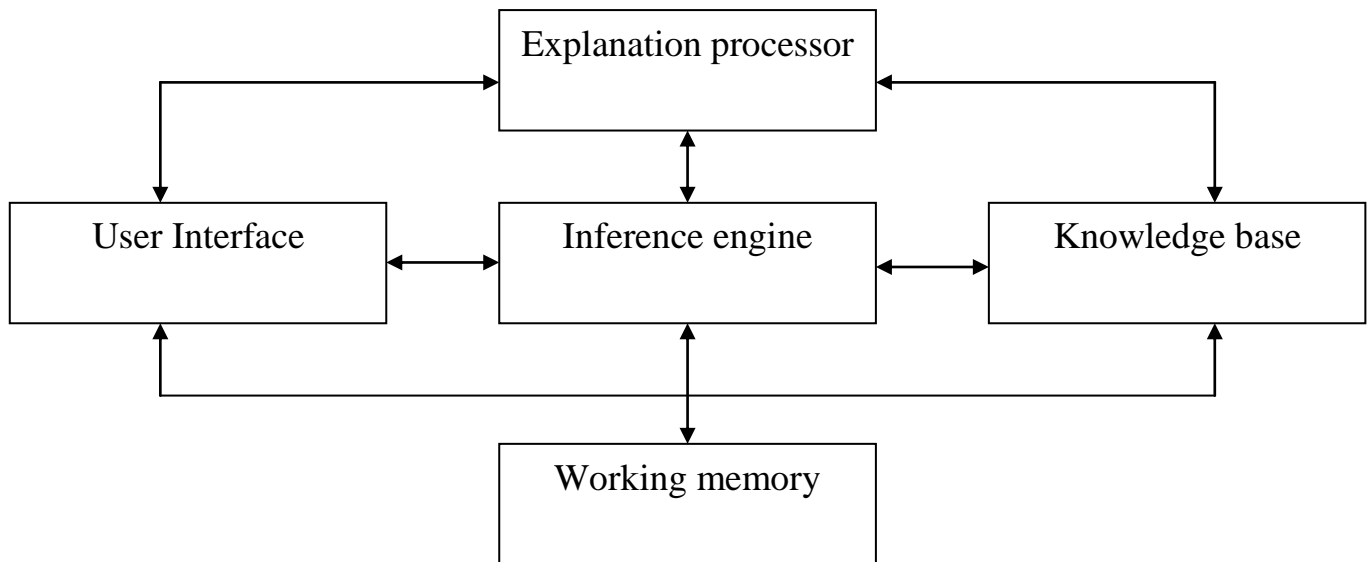 Explanation processor
User Interface
Inference engine
Knowledge base
Working memory